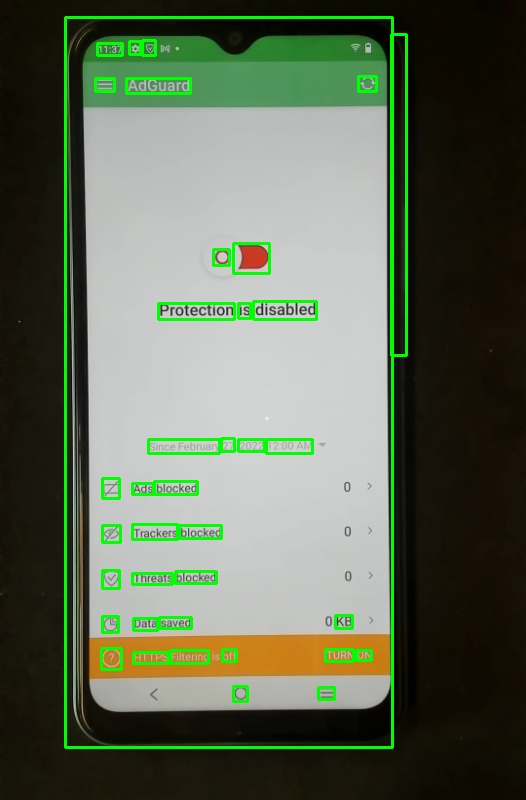 11:37
AdGuard
Protection is disabled
Since February 27, 2022 12:00 AM
Ads blocked 0
Trackers blocked 0
Threats blocked 0
Data saved 0 KB
HTTPS Filtering is off TURN ON